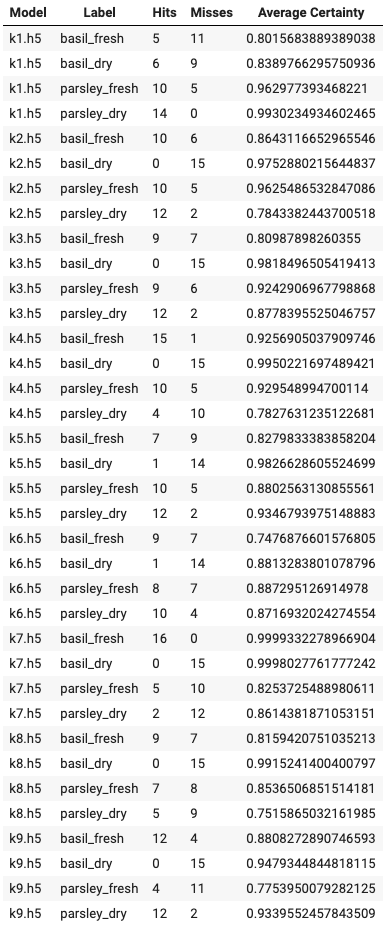 Model Label Hits Misses Average Certainty
k1.h5 basil_fresh 5 11 0.8015683889389038
k1.h5 basil_dry 6 9 0.8389766295750936
k1.h5 parsley_fresh 10 5 0.962977393468221
k1.h5 parsley_dry 14 0 0.9930234934602465
k2.h5 basil_fresh 10 6 0.8643116652965546
k2.h5 basil_dry 0 15 0.9752880215644837
k2.h5 parsley_fresh 10 5 0.9625486532847086
k2.h5 parsley_dry 12 2 0.7843382443700518
k3.h5 basil_fresh 9 7 0.80987898260355
k3.h5 basil_dry 0 15 0.9818496505419413
k3.h5 parsley_fresh 9 6 0.9242906967798868
k3.h5 parsley_dry 12 2 0.8778395525046757
k4.h5 basil_fresh 15 1 0.9256905037909746
k4.h5 basil_dry 0 15 0.9950221697489421
k4.h5 parsley_fresh 10 5 0.929548994700114
k4.h5 parsley_dry 4 10 0.7827631235122681
k5.h5 basil_fresh 7 9 0.8279833383858204
k5.h5 basil_dry 1 14 0.9826628605524699
k5.h5 parsley_fresh 10 5 0.8802563130855561
k5.h5 parsley_dry 12 2 0.9346793975148883
k6.h5 basil_fresh 9 7 0.7476876601576805
k6.h5 basil_dry 1 14 0.8813283801078796
k6.h5 parsley_fresh 8 7 0.887295126914978
k6.h5 parsley_dry 10 4 0.8716932024274554
k7.h5 basil_fresh 16 0 0.9999332278966904
k7.h5 basil_dry 0 15 0.9998027761777242
k7.h5 parsley_fresh 5 10 0.8253725488980611
k7.h5 parsley_dry 2 12 0.8614381871053151
k8.h5 basil_fresh 9 7 0.8159420751035213
k8.h5 basil_dry 0 15 0.9915241400400797
k8.h5 parsley_fresh 7 8 0.8536506851514181
k8.h5 parsley_dry 5 9 0.7515865032161985
k9.h5 basil_fresh 12 4 0.8808272890746593
k9.h5 basil_dry 0 15 0.9479344844818115
k9.h5 parsley_fresh 4 11 0.7753950079282125
k9.h5 parsley_dry 12 2 0.9339552457843509